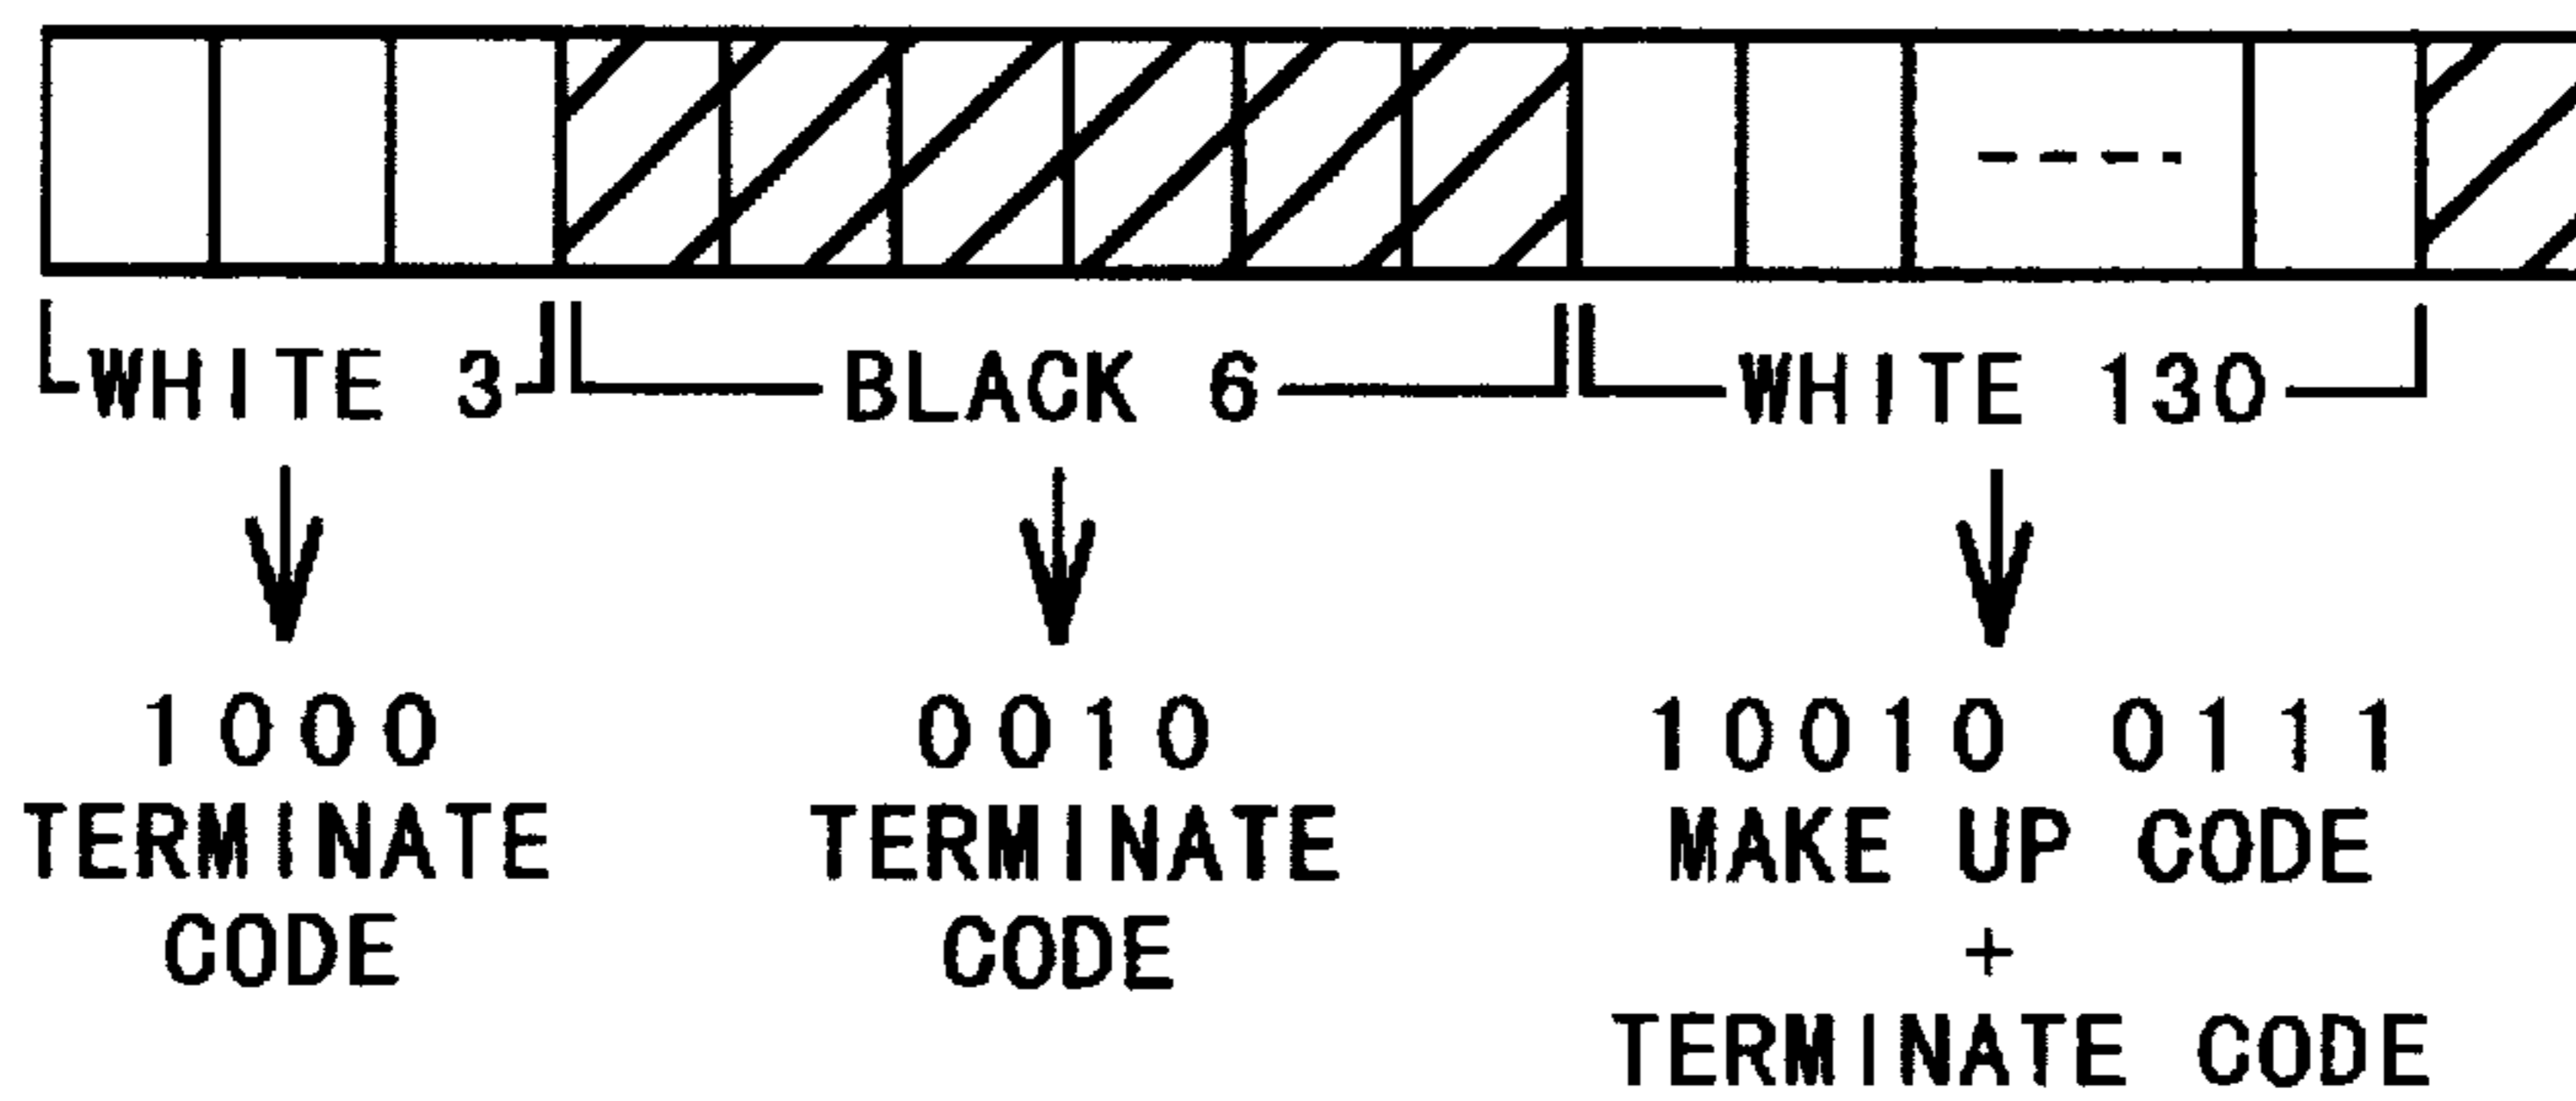 WHITE 3 BLACK 6 WHITE 130
1000 0010 10010 0111
TERMINATE TERMINATE MAKE UP CODE
CODE CODE +
TERMINATE CODE